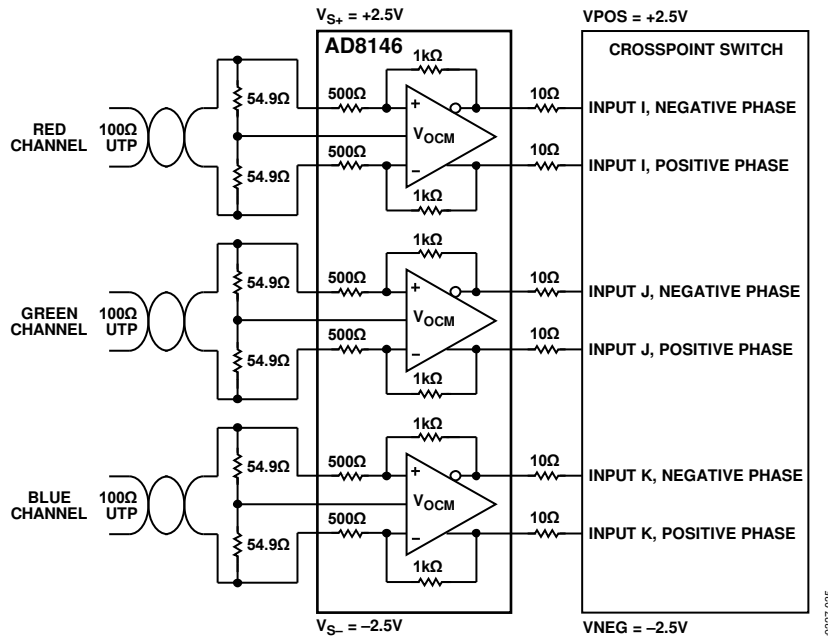 VS+ = +2.5V
VPOS = +2.5V
AD8146
CROSSPOINT SWITCH
RED
CHANNEL
100Ω
UTP
54.9Ω
54.9Ω
500Ω
500Ω
1kΩ
+
VOCM
−
1kΩ
10Ω
10Ω
INPUT I, NEGATIVE PHASE
INPUT I, POSITIVE PHASE
GREEN
CHANNEL
100Ω
UTP
54.9Ω
54.9Ω
500Ω
500Ω
1kΩ
+
VOCM
−
1kΩ
10Ω
10Ω
INPUT J, NEGATIVE PHASE
INPUT J, POSITIVE PHASE
BLUE
CHANNEL
100Ω
UTP
54.9Ω
54.9Ω
500Ω
500Ω
1kΩ
+
VOCM
−
1kΩ
10Ω
10Ω
INPUT K, NEGATIVE PHASE
INPUT K, POSITIVE PHASE
VS− = −2.5V
VNEG = −2.5V